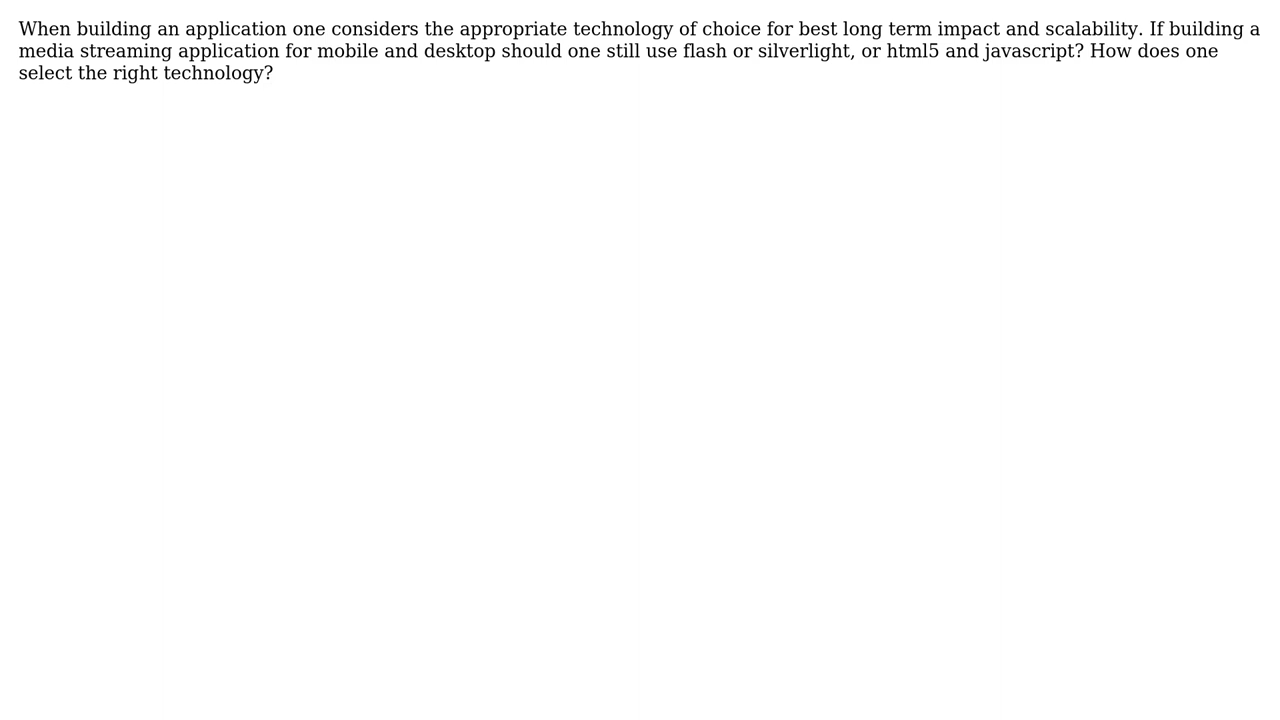 When building an application one considers the appropriate technology of choice for best long term impact and scalability. If building a
media streaming application for mobile and desktop should one still use flash or silverlight, or html5 and javascript? How does one
select the right technology?